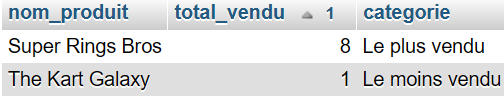 nom_produit total_vendu 1 categorie
Super Rings Bros 8 Le plus vendu
The Kart Galaxy 1 Le moins vendu